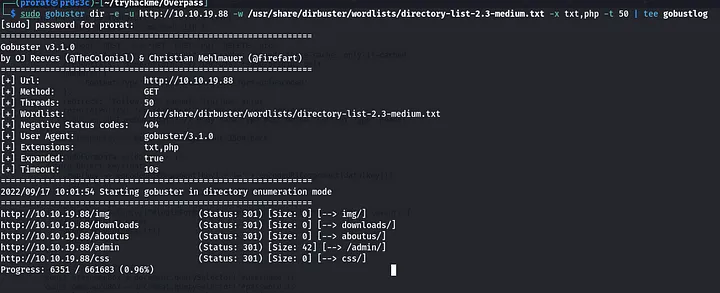 (prorat㉿pr0s3c)-[~/tryhackme/Overpass]
$ sudo gobuster dir -e -u http://10.10.19.88 -w /usr/share/dirbuster/wordlists/directory-list-2.3-medium.txt -x txt,php -t 50 | tee gobustlog
[sudo] password for prorat:
===============================================================
Gobuster v3.1.0
by OJ Reeves (@TheColonial) & Christian Mehlmauer (@firefart)
===============================================================
[+] Url: http://10.10.19.88
[+] Method: GET
[+] Threads: 50
[+] Wordlist: /usr/share/dirbuster/wordlists/directory-list-2.3-medium.txt
[+] Negative Status codes: 404
[+] User Agent: gobuster/3.1.0
[+] Extensions: txt,php
[+] Expanded: true
[+] Timeout: 10s
===============================================================
2022/09/17 10:01:54 Starting gobuster in directory enumeration mode
===============================================================
http://10.10.19.88/img (Status: 301) [Size: 0] [--> img/]
http://10.10.19.88/downloads (Status: 301) [Size: 0] [--> downloads/]
http://10.10.19.88/aboutus (Status: 301) [Size: 0] [--> aboutus/]
http://10.10.19.88/admin (Status: 301) [Size: 42] [--> /admin/]
http://10.10.19.88/css (Status: 301) [Size: 0] [--> css/]
Progress: 6351 / 661683 (0.96%)